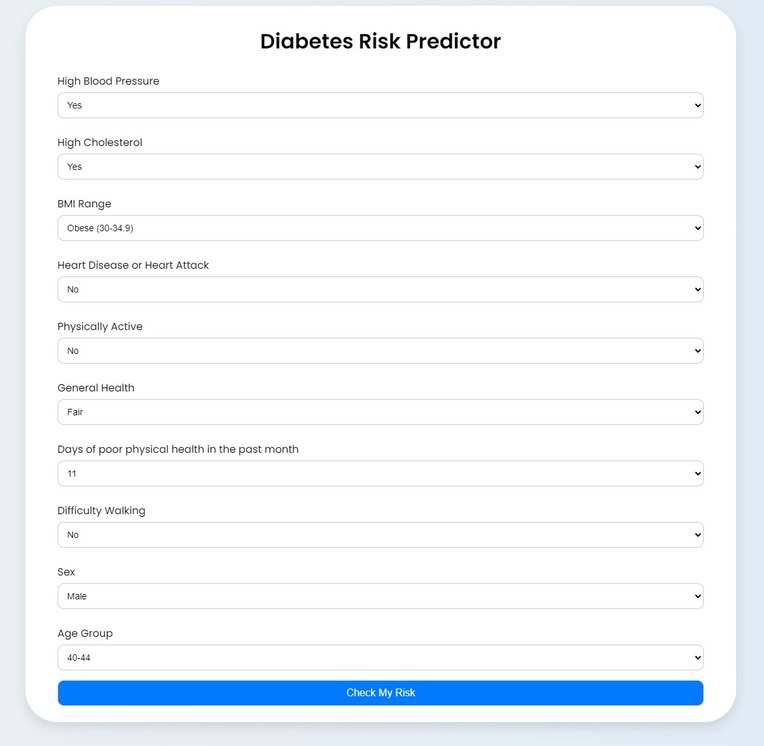 Diabetes Risk Predictor
High Blood Pressure
Yes
High Cholesterol
Yes
BMI Range
Obese (30-34.9)
Heart Disease or Heart Attack
No
Physically Active
No
General Health
Fair
Days of poor physical health in the past month
11
Difficulty Walking
No
Sex
Male
Age Group
40-44
Check My Risk